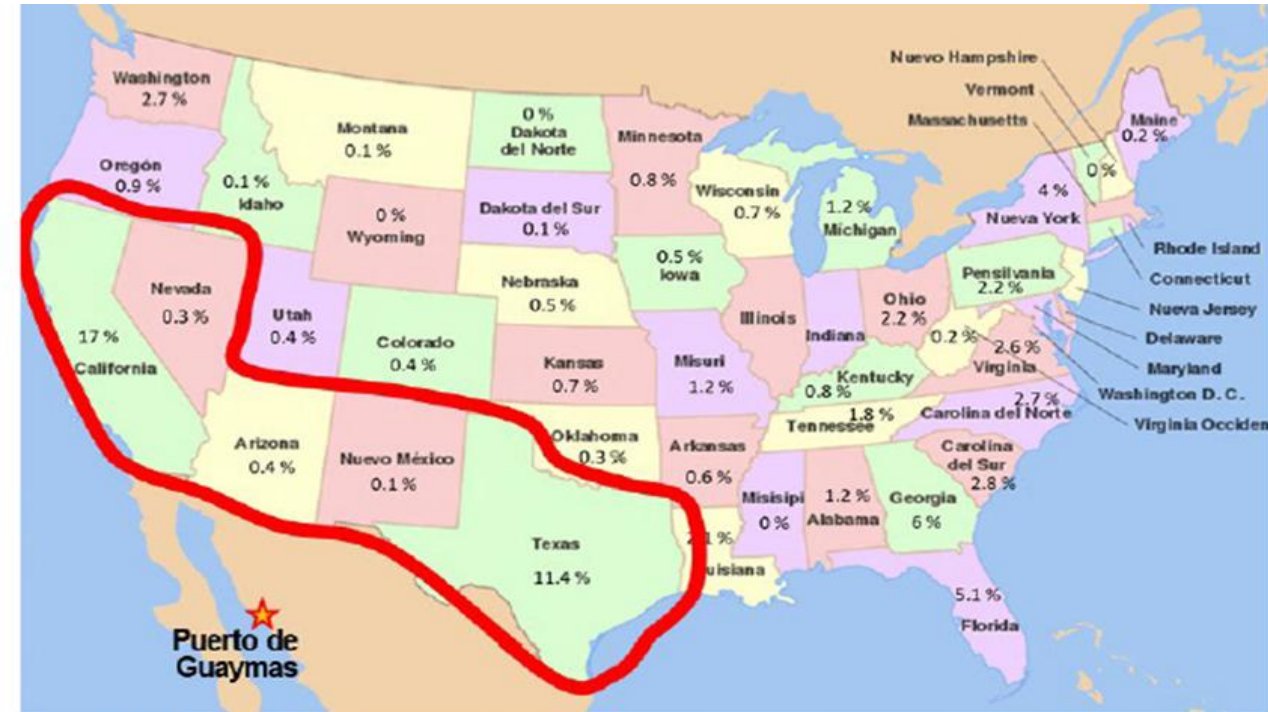 Washington
2.7 %
Oregón
0.9 %
0.1 %
Idaho
Montana
0.1 %
0 %
Wyoming
0 %
Dakota
del Norte
Dakota del Sur
0.1 %
Nebraska
0.5 %
Minnesota
0.8 %
Wisconsin
0.7 %
1.2 %
Michigan
0.5 %
Iowa
Nevada
0.3 %
17 %
California
Utah
0.4 %
Colorado
0.4 %
Kansas
0.7 %
Misuri
1.2 %
Illinois
Indiana
Ohio
2.2 %
0.8 %
Kentucky
1.8 %
Tennessee
Arizona
0.4 %
Nuevo México
0.1 %
Oklahoma
0.3 %
Arkansas
0.6 %
Texas
11.4 %
Misisipi
0 %
1.2 %
Alabama
Georgia
6 %
5.1 %
Florida
Carolina
del Sur
2.8 %
2.7 %
Carolina del Norte
2.6 %
Virginia
0.2 %
Pensilvania
2.2 %
4 %
Nueva York
0 %
Maine
0.2 %
Nuevo Hampshire
Vermont
Massachusetts
Rhode Island
Connecticut
Nueva Jersey
Delaware
Maryland
Washington D. C.
Virginia Occiden
Puerto de
Guaymas